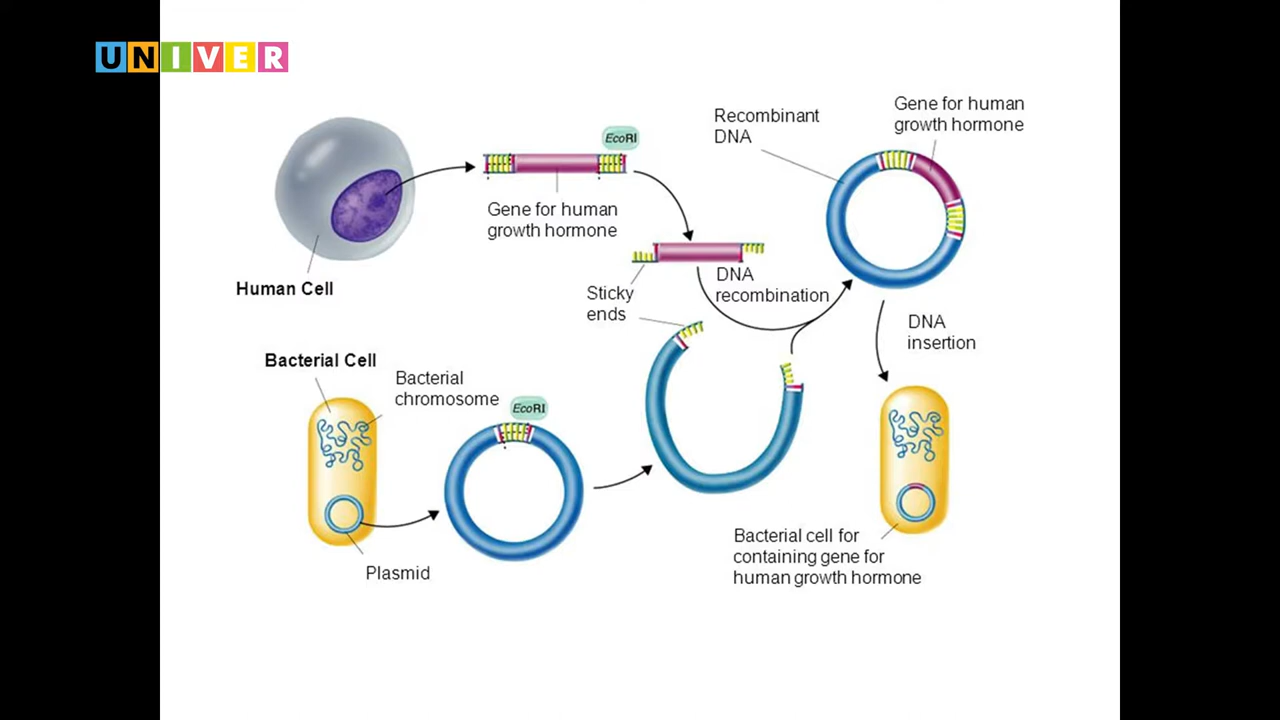 UNIVER
Recombinant
DNA
Gene for human
growth hormone
EcoRI
Gene for human
growth hormone
Human Cell
Sticky
ends
DNA
recombination
DNA
insertion
Bacterial Cell
Bacterial
chromosome
EcoRI
Plasmid
Bacterial cell for
containing gene for
human growth hormone